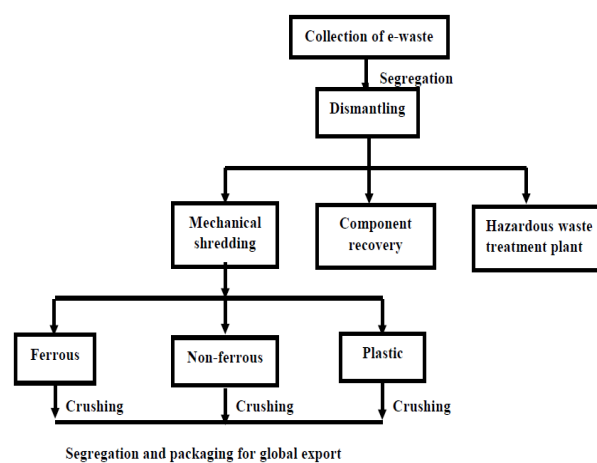 Collection of e-waste
Segregation
Dismantling
Mechanical
shredding
Component
recovery
Hazardous waste
treatment plant
Ferrous
Non-ferrous
Plastic
Crushing
Crushing
Crushing
Segregation and packaging for global export